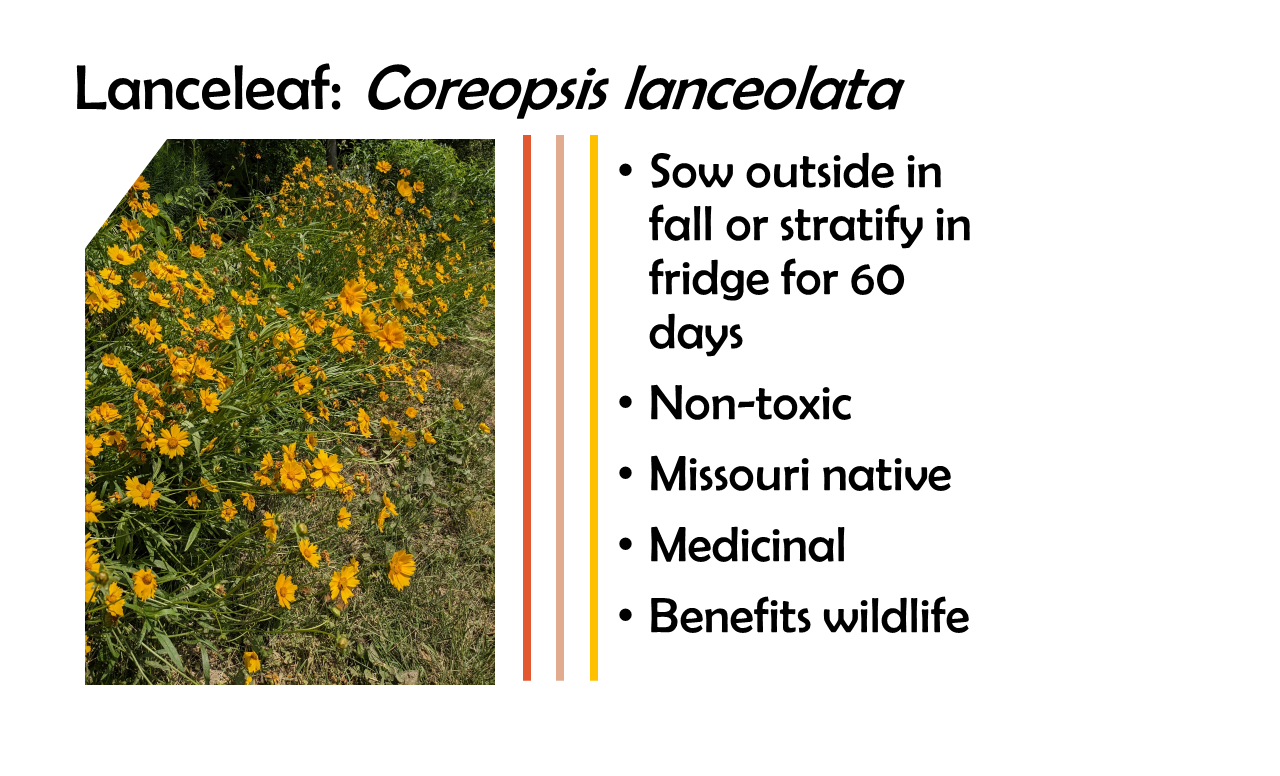 Lanceleaf: Coreopsis lanceolata
• Sow outside in
fall or stratify in
fridge for 60
days
• Non-toxic
• Missouri native
• Medicinal
• Benefits wildlife